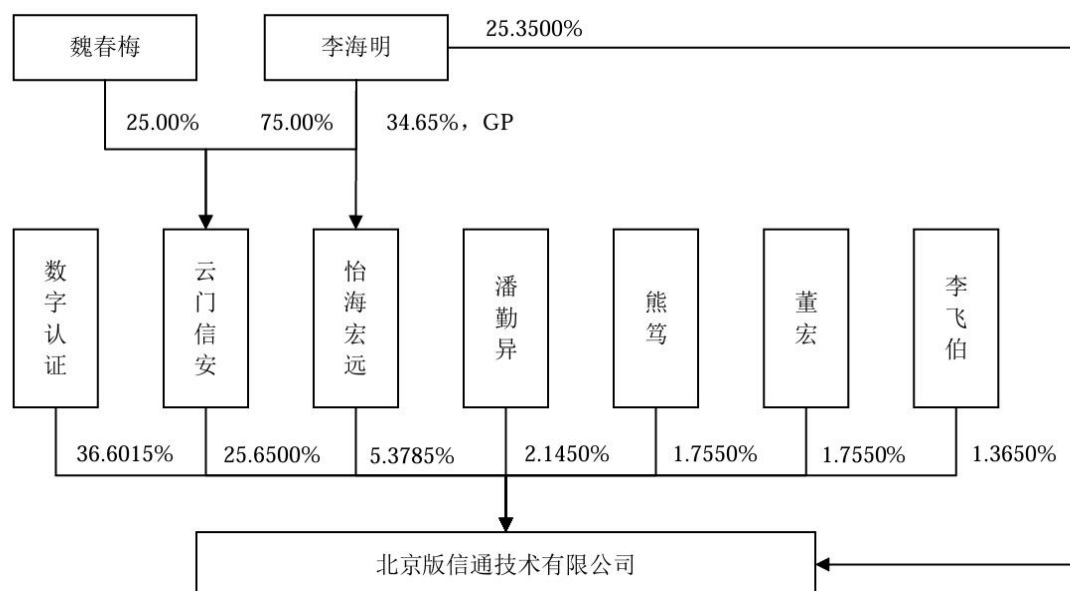 25.3500%
魏春梅
李海明
25.00%
75.00%
34.65%，GP
数字认证
云门信安
怡海宏远
潘勤异
熊笃
董宏
李飞伯
36.6015%
25.6500%
5.3785%
2.1450%
1.7550%
1.7550%
1.3650%
北京版信通技术有限公司